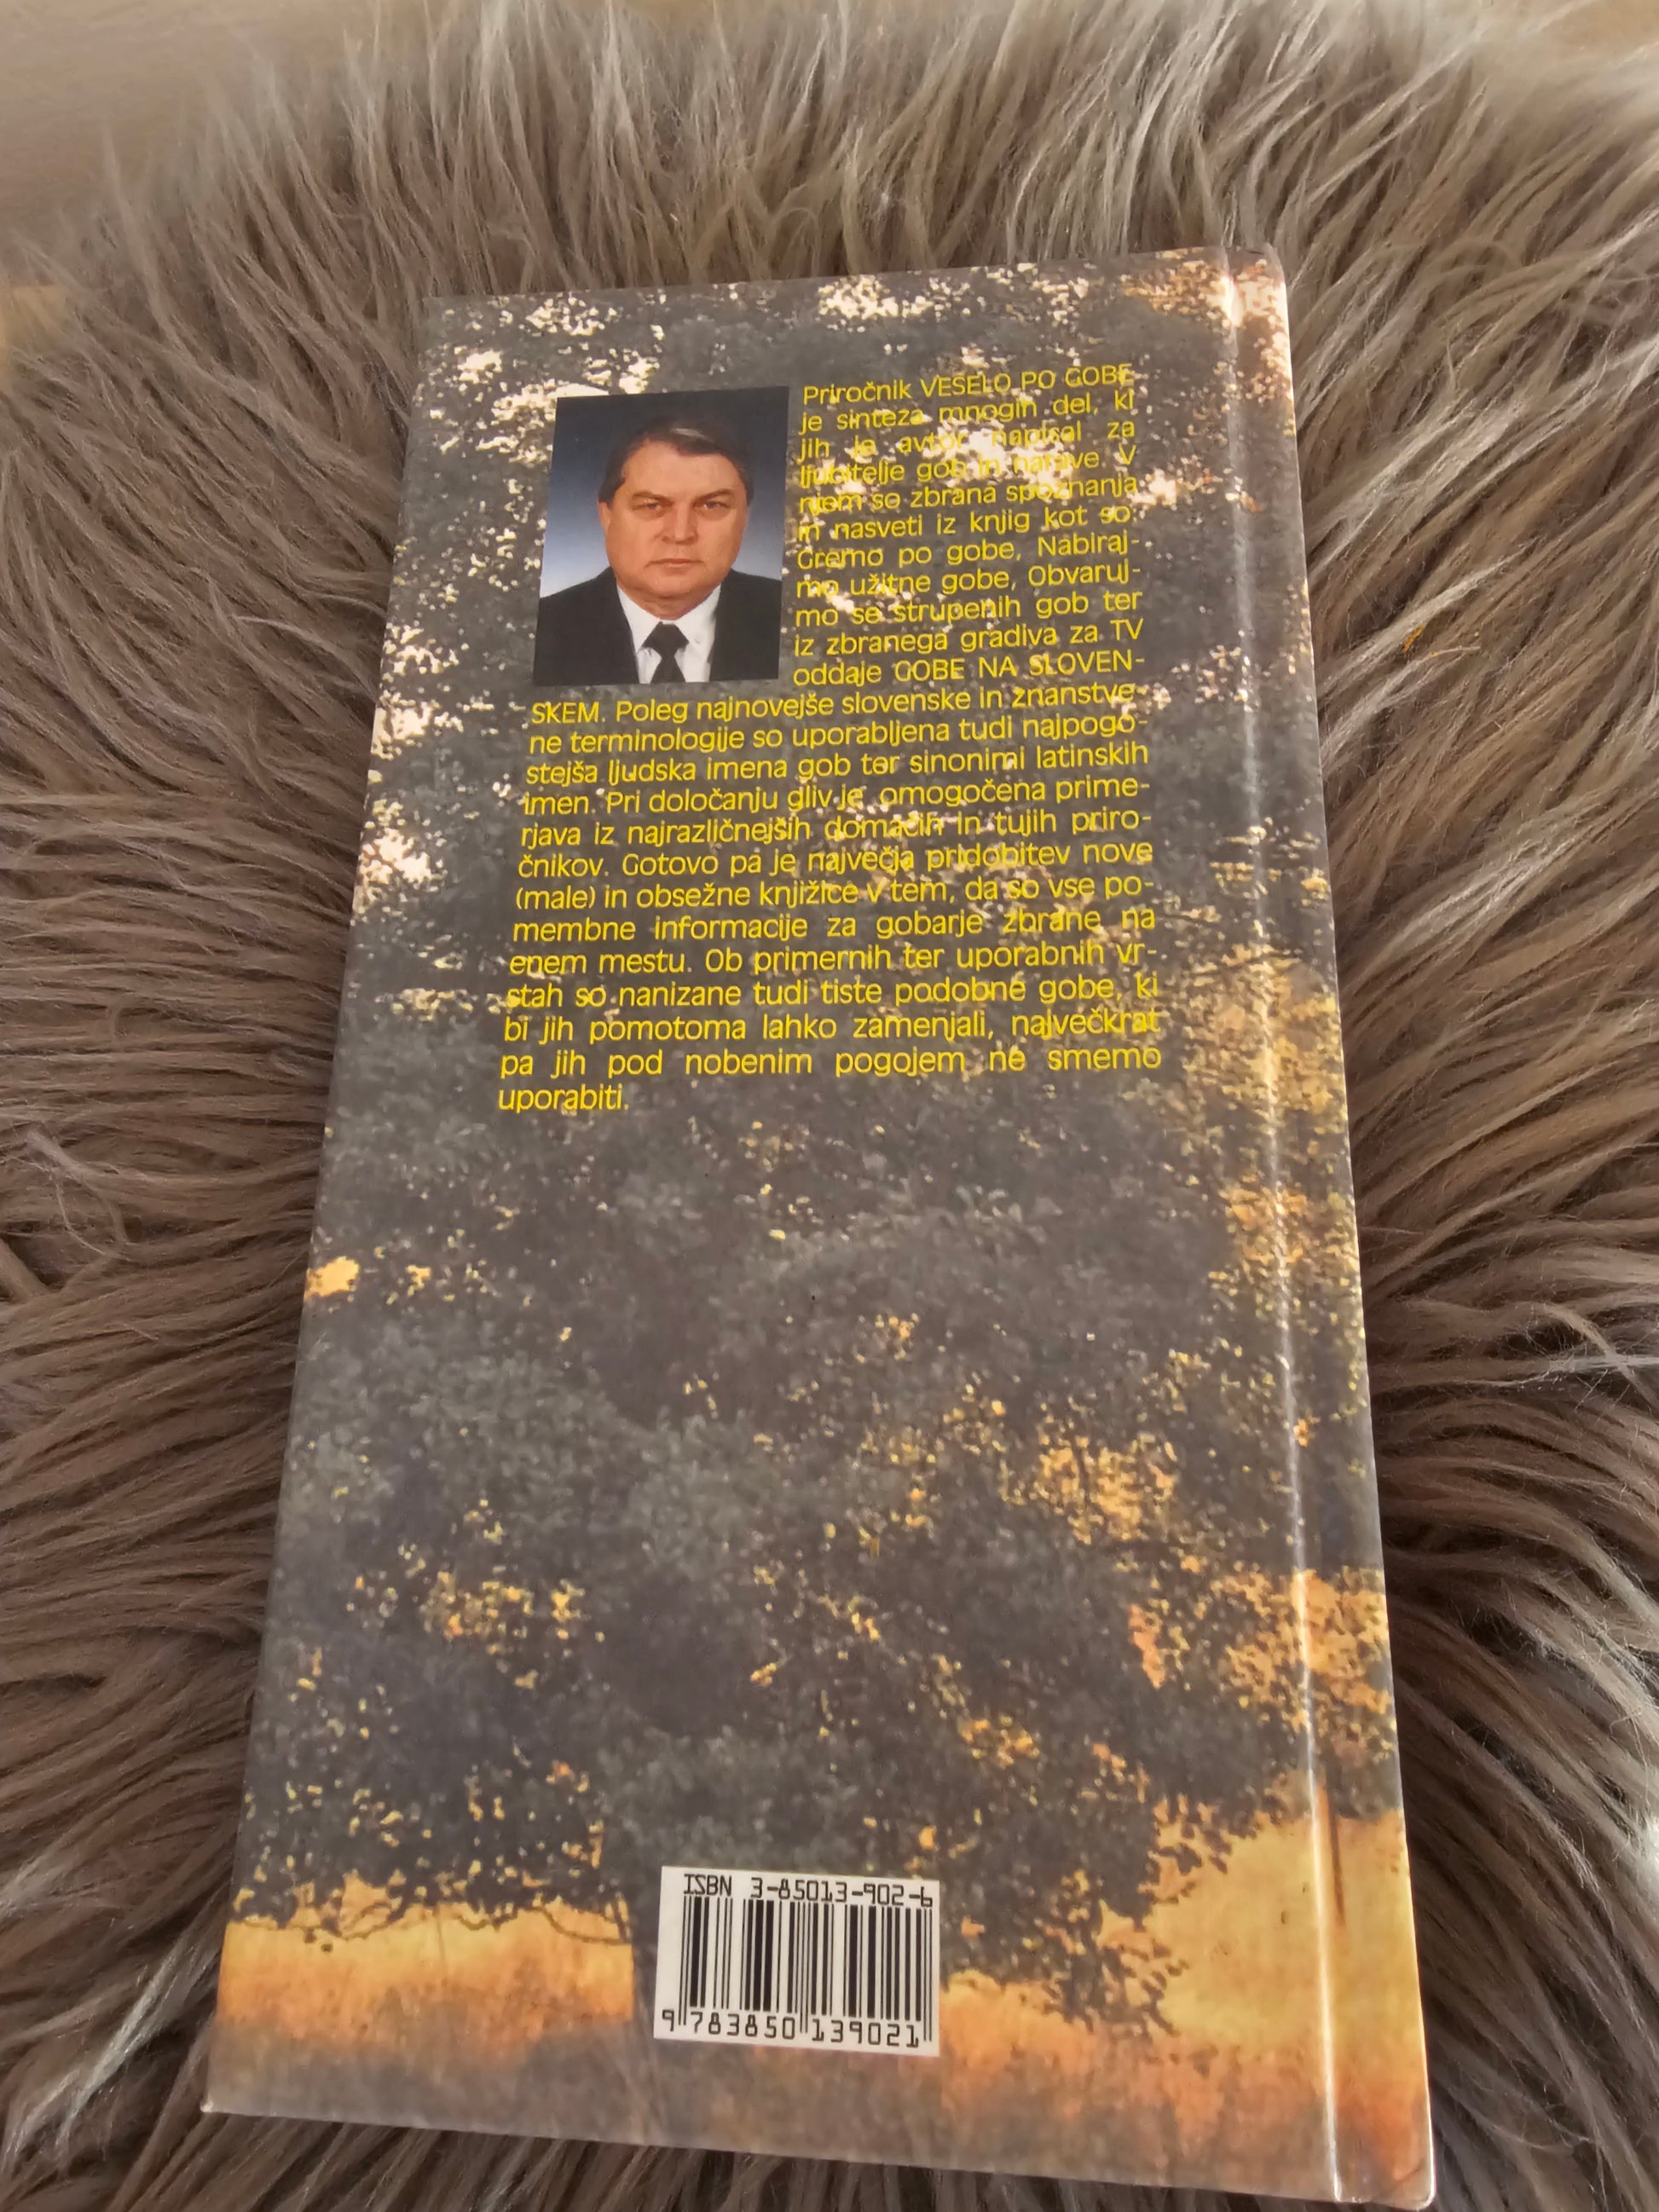 Priročnik VESELO PO GOBE
je sinteza mnogih del, ki
jih je avtor napisal za
ljubitelje gob in narave. V
njem so zbrana spoznanja
in nasveti iz knjig kot so:
Gremo po gobe, Nabiraj-
mo užitne gobe, Obvaruj-
mo se strupenih gob ter
iz zbranega gradiva za TV
oddaje GOBE NA SLOVEN-
SKEM. Poleg najnovejše slovenske in znanstve-
ne terminologije so uporabljena tudi najpogo-
stejša ljudska imena gob ter sinonimi latinskih
imen. Pri določanju gliv je omogočena prime-
rjava iz najrazličnejših domačih in tujih priro-
čnikov. Gotovo pa je največja pridobitev nove
(male) in obsežne knjižice v tem, da so vse po-
membne informacije za gobarje zbrane na
enem mestu. Ob primernih ter uporabnih vr-
stah so nanizane tudi tiste podobne gobe, ki
bi jih pomotoma lahko zamenjali, največkrat
pa jih pod nobenim pogojem ne smemo
uporabiti.
ISBN 3-85013-902-6
9 783850 139021